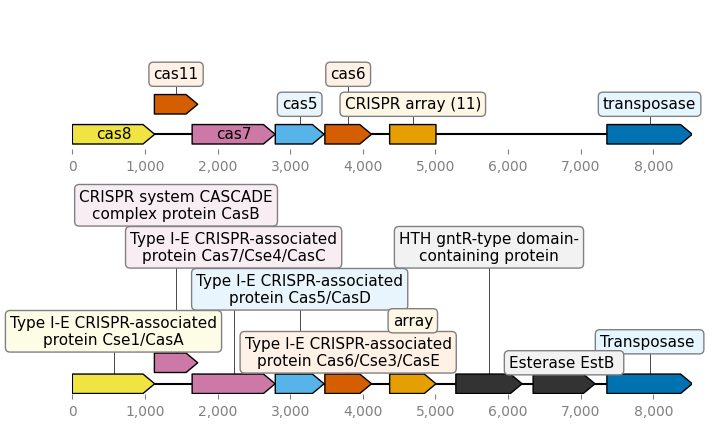 cas11
cas6
cas5
CRISPR array (11)
transposase
cas8
cas7
0
1,000
2,000
3,000
4,000
5,000
6,000
7,000
8,000
CRISPR system CASCADE
complex protein CasB
Type I-E CRISPR-associated
protein Cas7/Cse4/CasC
HTH gntR-type domain-
containing protein
Type I-E CRISPR-associated
protein Cas5/CasD
array
Type I-E CRISPR-associated
protein Cse1/CasA
Type I-E CRISPR-associated
protein Cas6/Cse3/CasE
Transposase
Esterase EstB
0
1,000
2,000
3,000
4,000
5,000
6,000
7,000
8,000